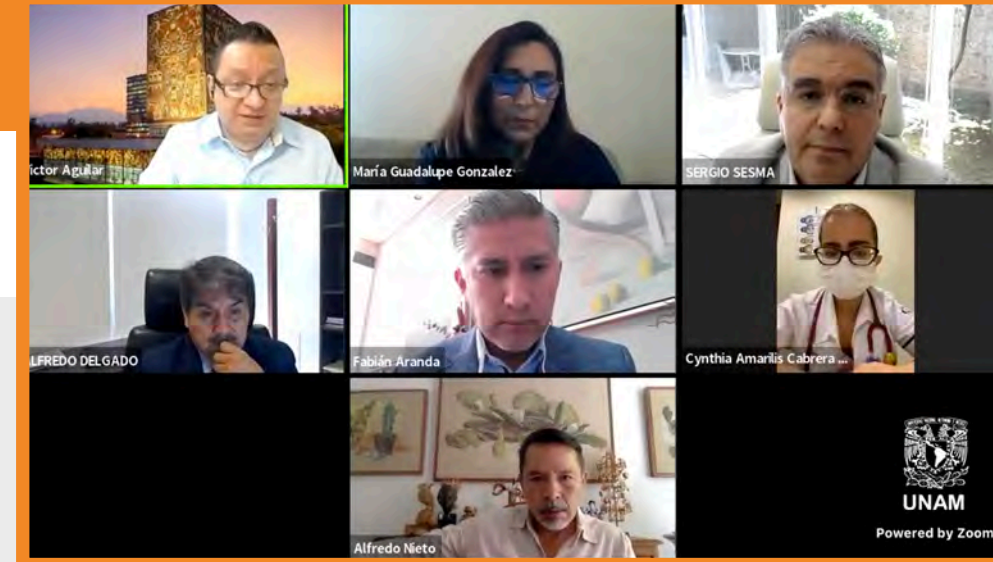 Victor Aguilar
María Guadalupe Gonzalez
SERGIO SESMA
LFREDO DELGADO
Fabián Aranda
Cynthia Amarilis Cabrera ...
Alfredo Nieto
UNAM
Powered by Zoom